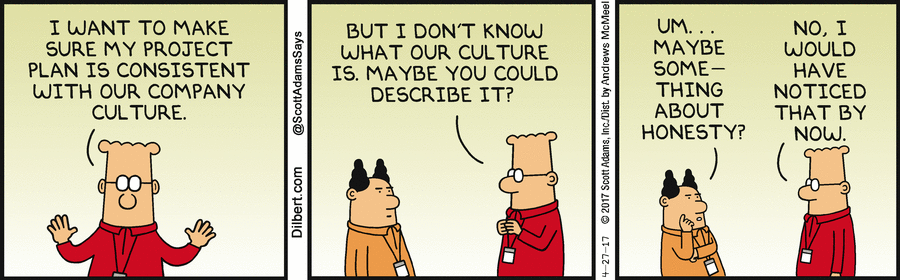 I WANT TO MAKE
SURE MY PROJECT
PLAN IS CONSISTENT
WITH OUR COMPANY
CULTURE.
Dilbert.com @ScottAdamsSays
BUT I DON'T KNOW
WHAT OUR CULTURE
IS. MAYBE YOU COULD
DESCRIBE IT?
4-27-17 © 2017 Scott Adams, Inc./Dist. by Andrews McMeel
UM...
MAYBE
SOME-
THING
ABOUT
HONESTY?
NO, I
WOULD
HAVE
NOTICED
THAT BY
NOW.